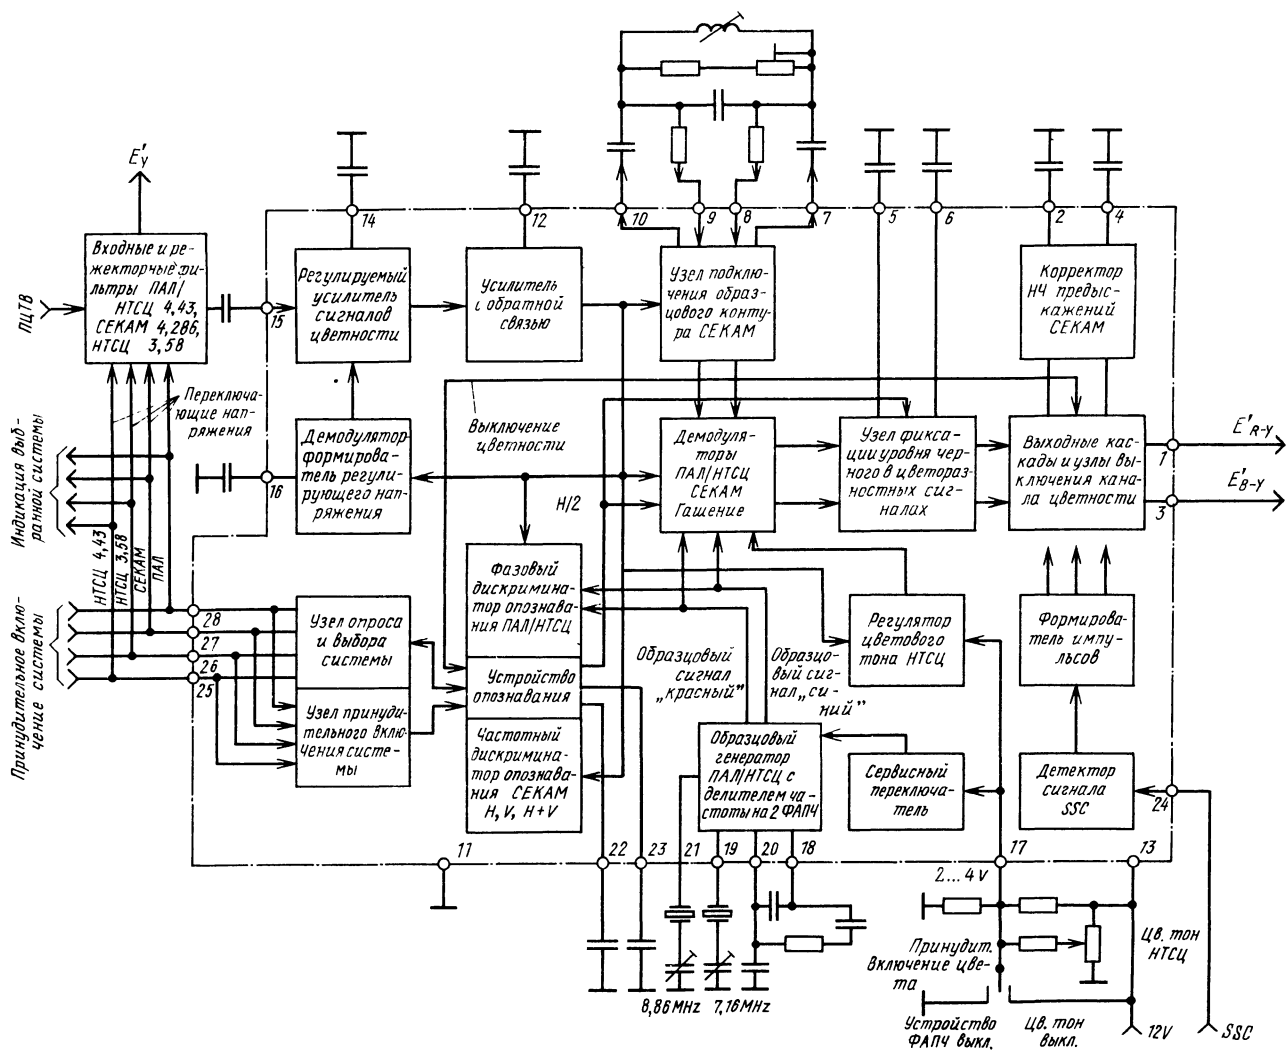 E'Y
14
12
10
9
8
7
5
6
2
4
ПЦТВ
Входные и ре-
жекторные филь-
тры ПАЛ/
НТСЦ 4,43,
СЕКАМ 4,286,
НТСЦ 3,58
15
Регулируемый
усилитель
сигналов
цветности
Усилитель
с обратной
связью
Узел подклю-
чения образ-
цового конту-
ра СЕКАМ
Корректор
НЧ предыс-
кажений
СЕКАМ
Переключа-
ющие нап-
ряжения
Выключение
цветности
Индикация выб-
ранной системы
16
Демодулятор-
формирова-
тель регули-
рующего нап-
ряжения
H/2
Демодуля-
торы
ПАЛ/НТСЦ
СЕКАМ
Гашение
Узел фикса-
ции уровня чер-
ного в цветораз-
ностных сиг-
налах
Выходные кас-
кады и узлы вы-
ключения кана-
ла цветности
1
E'R-Y
3
E'B-Y
НТСЦ 4,43
НТСЦ 3,58
СЕКАМ
ПАЛ
Принудительное вклю-
чение системы
28
27
26
25
Узел опроса
и выбора
системы
Узел принуди-
тельного вклю-
чения систе-
мы
Фазовый
дискримина-
тор опозна-
вания ПАЛ/НТСЦ
Устройство
опознавания
Частотный
дискримина-
тор опозна-
вания СЕКАМ
H, V, H+V
Образцовый
сигнал
„красный"
Образцо-
вый сиг-
нал „си-
ний"
Регулятор
цветового
тона НТСЦ
Формирова-
тель импу-
льсов
Образцовый
генератор
ПАЛ/НТСЦ с
делителем ча-
стоты на 2 ФАПЧ
Сервисный
переключа-
тель
Детектор
сигнала
SSC
24
11
22
23
21
19
20
18
17
13
2...4 V
Принудит.
включение цве-
та
Цв. тон
НТСЦ
8,86 MHz
7,16 MHz
Устройство
ФАПЧ выкл.
Цв. тон
выкл.
12V
SSC